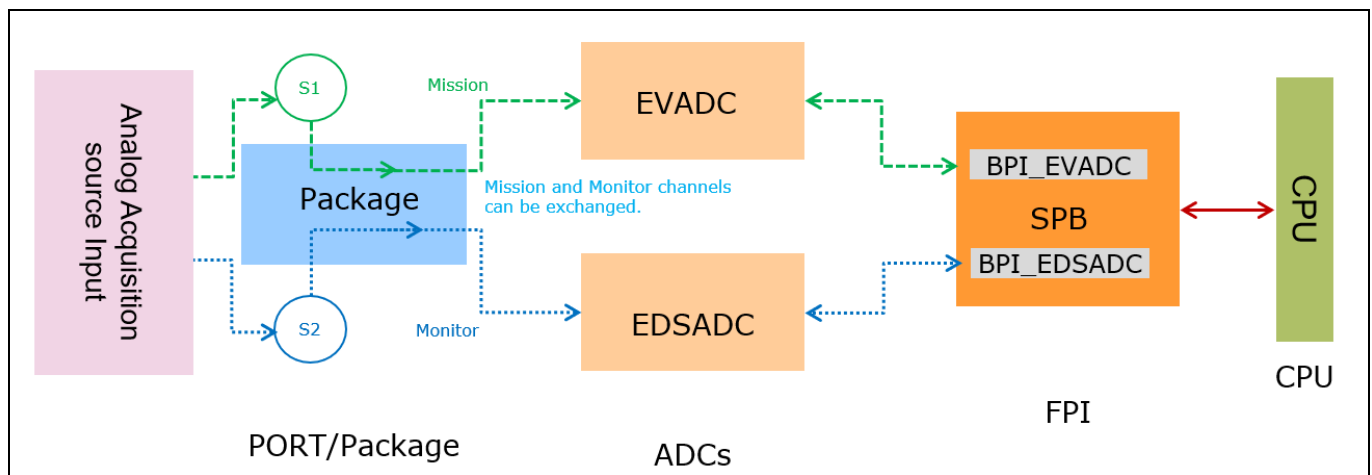 Analog Acquisition
source Input
S1
Mission
Package
Mission and Monitor channels
can be exchanged.
S2
Monitor
EVADC
EDSADC
BPI_EVADC
SPB
BPI_EDSADC
CPU
CPU
FPI
PORT/Package
ADCs